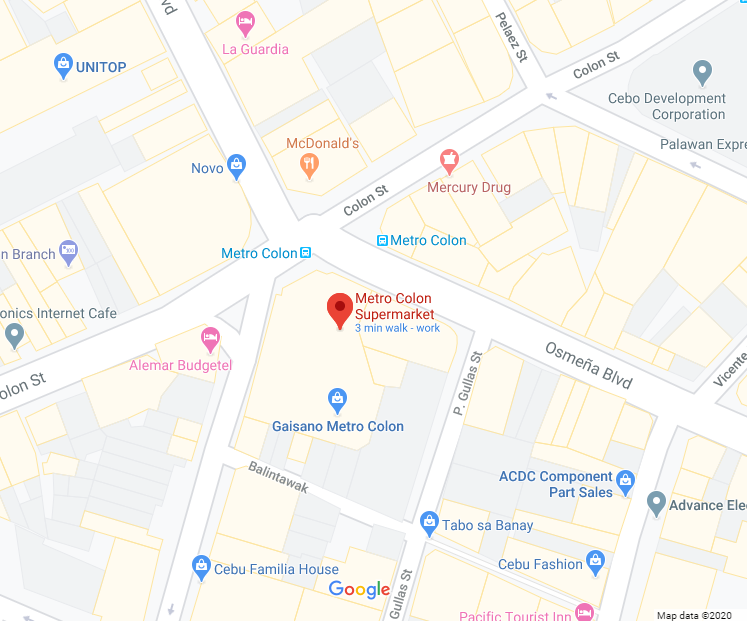 lvd
La Guardia
UNITOP
Pelaez St
Colon St
Cebo Development
Corporation
McDonald's
Palawan Expre
Novo
Mercury Drug
Colon St
Metro Colon
Metro Colon
n Branch
Metro Colon
Supermarket
3 min walk - work
onics Internet Cafe
Osmeña Blvd
Alemar Budgetel
P. Gullas St
Vicente
olon St
Gaisano Metro Colon
Balintawak
ACDC Component
Part Sales
Advance Elec
Tabo sa Banay
Cebu Familia House
Cebu Fashion
Google
Gullas St
Pacific Tourist Inn
Map data ©2020